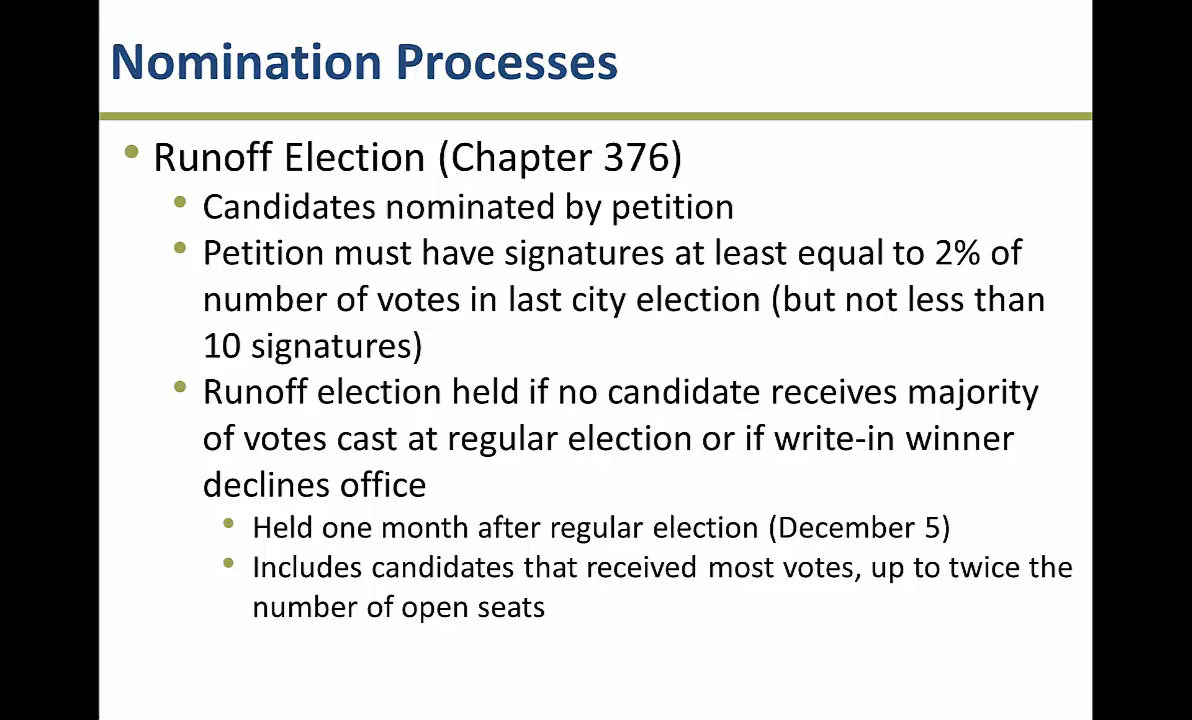 Nomination Processes
• Runoff Election (Chapter 376)
• Candidates nominated by petition
• Petition must have signatures at least equal to 2% of
number of votes in last city election (but not less than
10 signatures)
• Runoff election held if no candidate receives majority
of votes cast at regular election or if write-in winner
declines office
• Held one month after regular election (December 5)
• Includes candidates that received most votes, up to twice the
number of open seats